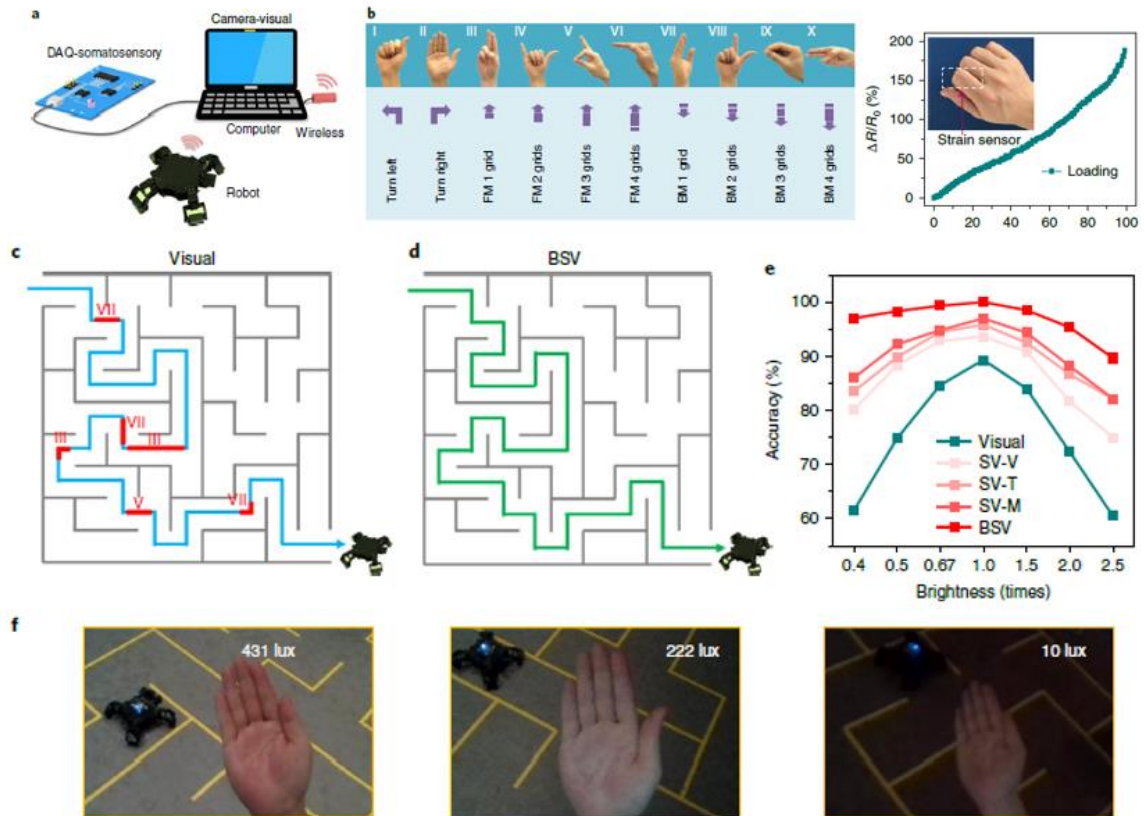 a
Camera-visual
DAQ-somatosensory
Computer
Wireless
Robot
b
I II III IV V VI VII VIII IX X
Turn left
Turn right
FM 1 grid
FM 2 grids
FM 3 grids
FM 4 grids
BM 1 grid
BM 2 grids
BM 3 grids
BM 4 grids
ΔR/R0 (%)
200
150
100
50
0
Strain sensor
Loading
0 20 40 60 80 100
c
Visual
VII
VII
III
III
V
VII
d
BSV
e
Accuracy (%)
100
90
80
70
60
Visual
SV-V
SV-T
SV-M
BSV
0.4 0.5 0.67 1.0 1.5 2.0 2.5
Brightness (times)
f
431 lux
222 lux
10 lux